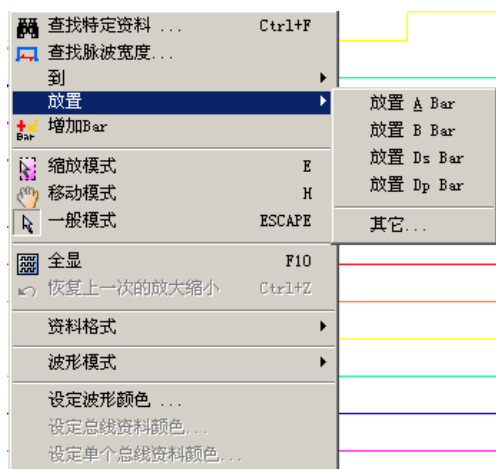 查找特定资料 ... Ctrl+F
查找脉波宽度...
到
放置
放置 A Bar
放置 B Bar
放置 Ds Bar
放置 Dp Bar
其它...
Bar 增加Bar
缩放模式 E
移动模式 H
一般模式 ESCAPE
全显 F10
恢复上一次的放大缩小 Ctrl+Z
资料格式
波形模式
设定波形颜色 ...
设定总线资料颜色...
设定单个总线资料颜色...